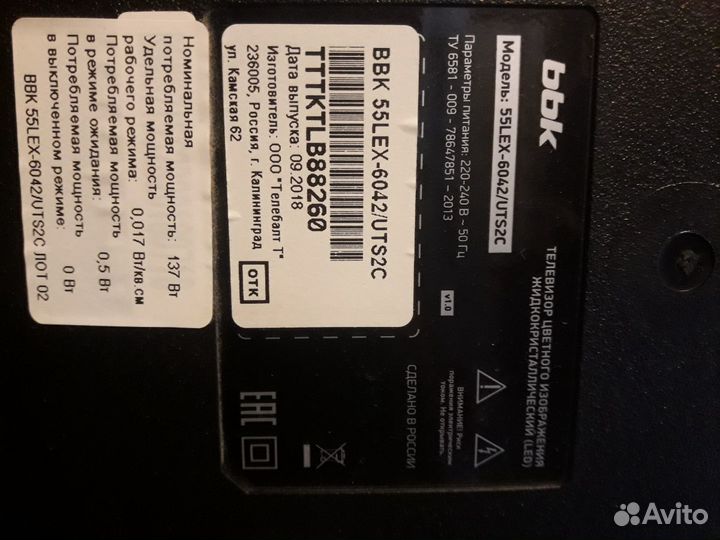 bbk
Модель: 55LEX-6042/UTS2C
Параметры питания: 220-240 В ~ 50 Гц
ТУ 6581 - 009 - 78647851 - 2013
ТЕЛЕВИЗОР ЦВЕТНОГО ИЗОБРАЖЕНИЯ
ЖИДКОКРИСТАЛЛИЧЕСКИЙ (LED)
v1.0
ВНИМАНИЕ! Риск
поражения электрическим
током. Не открывать.
СДЕЛАНО В РОССИИ
EAC
BBK 55LEX-6042/UTS2C
TTTKTLB88260
Дата выпуска: 09.2018
Изготовитель: ООО "Телебалт Т"
236005, Россия, г. Калининград
ул. Камская 62
ОТК
Номинальная
потребляемая мощность: 137 Вт
Удельная мощность
рабочего режима: 0,017 Вт/кв.см
Потребляемая мощность
в режиме ожидания: 0,5 Вт
Потребляемая мощность
в выключенном режиме: 0 Вт
BBK 55LEX-6042/UTS2C ЛОТ 02
Avito